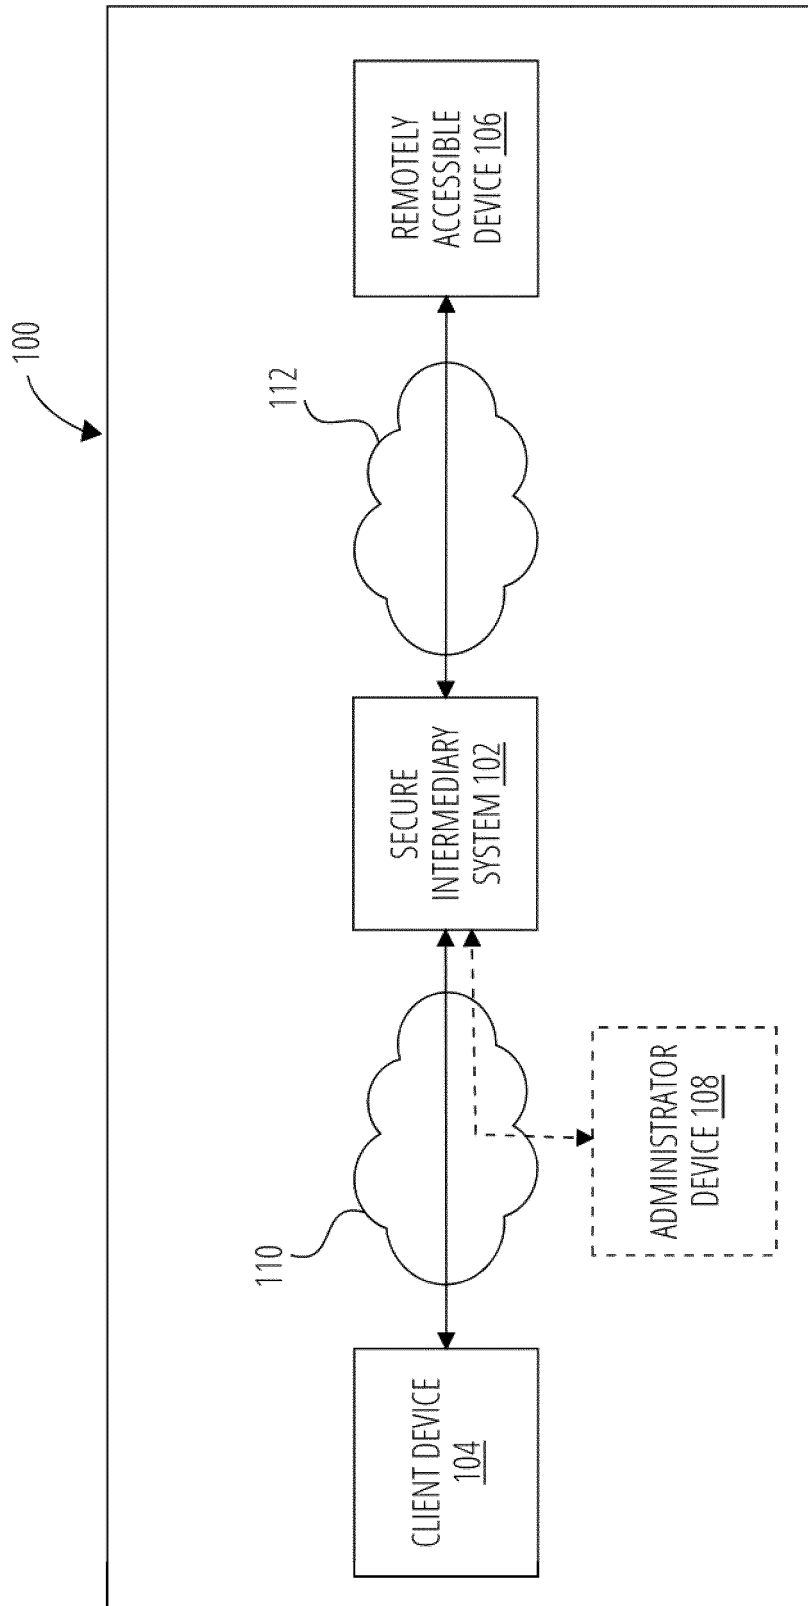 100
CLIENT DEVICE
104
110
SECURE
INTERMEDIARY
SYSTEM 102
112
REMOTELY
ACCESSIBLE
DEVICE 106
ADMINISTRATOR
DEVICE 108